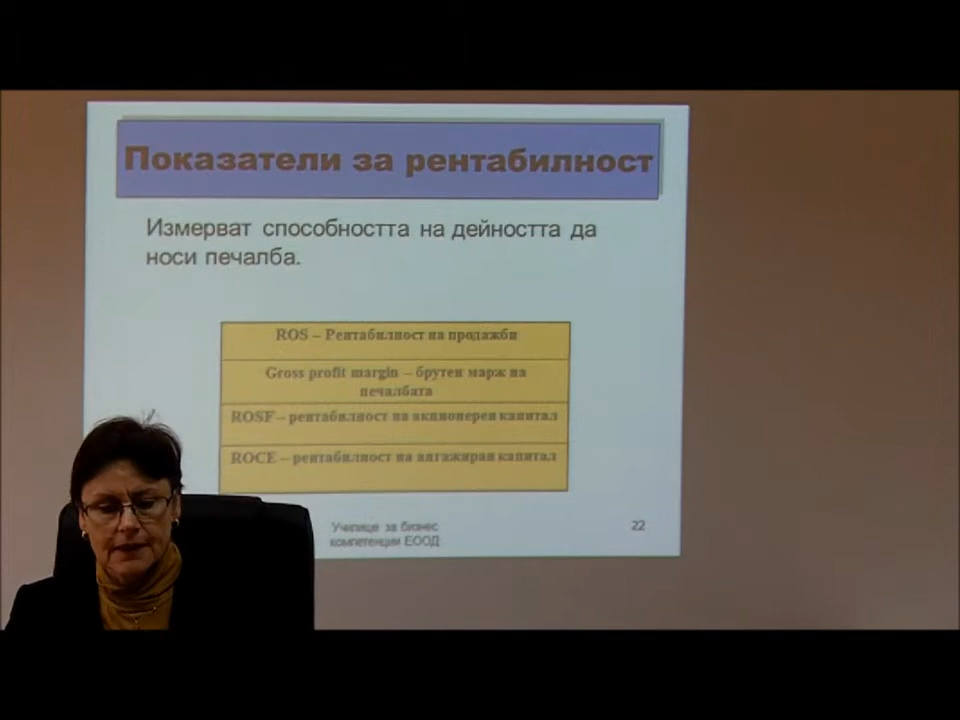 Показатели за рентабилност
Измерват способността на дейността да
носи печалба.
ROS – Рентабилност на продажби
Gross profit margin – брутен марж на
печалбата
ROSF – рентабилност на акционерен капитал
ROCE – рентабилност на ангажиран капитал
Училище за бизнес
компетенции ЕООД
22